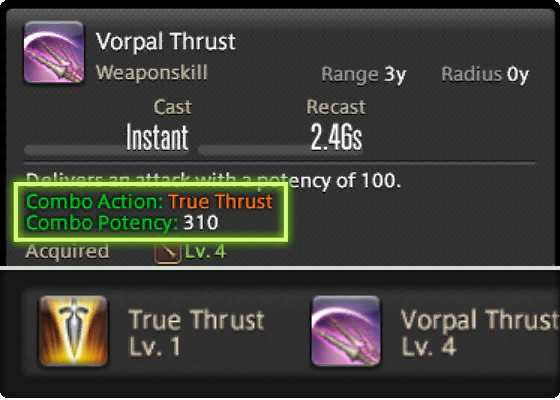 Vorpal Thrust
Weaponskill Range 3y Radius 0y
Cast Recast
Instant 2.46s
Delivers an attack with a potency of 100.
Combo Action: True Thrust
Combo Potency: 310
Acquired Lv. 4
True Thrust Vorpal Thrust
Lv. 1 Lv. 4